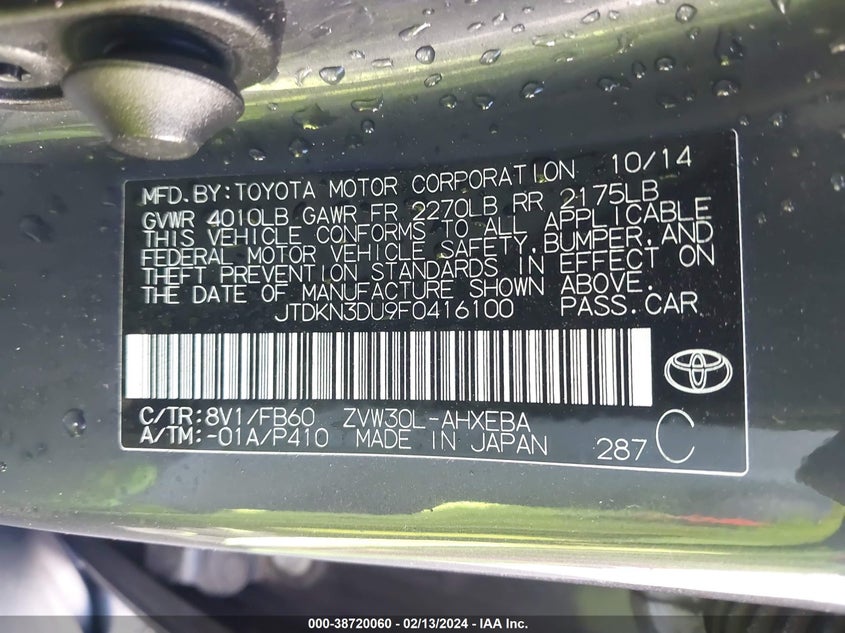 MFD.BY:TOYOTA MOTOR CORPORATION 10/14
GVWR 4010LB GAWR FR 2270LB RR 2175LB
THIS VEHICLE CONFORMS TO ALL APPLICABLE
FEDERAL MOTOR VEHICLE SAFETY,BUMPER,AND
THEFT PREVENTION STANDARDS IN EFFECT ON
THE DATE OF MANUFACTURE SHOWN ABOVE.
JTDKN3DU9F0416100 PASS.CAR
C/TR:8V1/FB60 ZVW30L-AHXEBA
A/TM:-01A/P410 MADE IN JAPAN 287 C
000-38720060 - 02/13/2024 - IAA Inc.